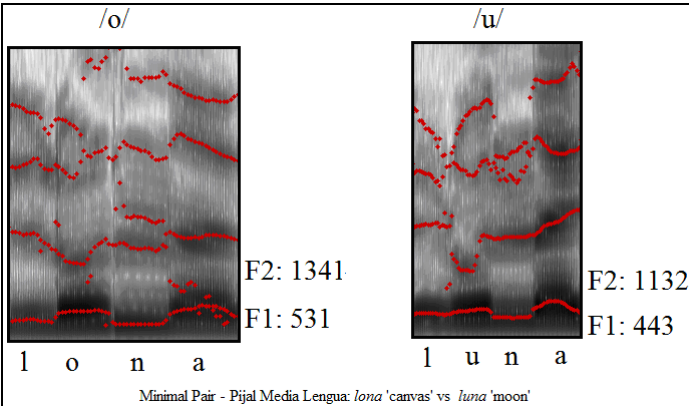 /o/ /u/
F2: 1341
F2: 1132
F1: 531
F1: 443
l o n a
l u n a
Minimal Pair - Pijal Media Lengua: lona 'canvas' vs luna 'moon'